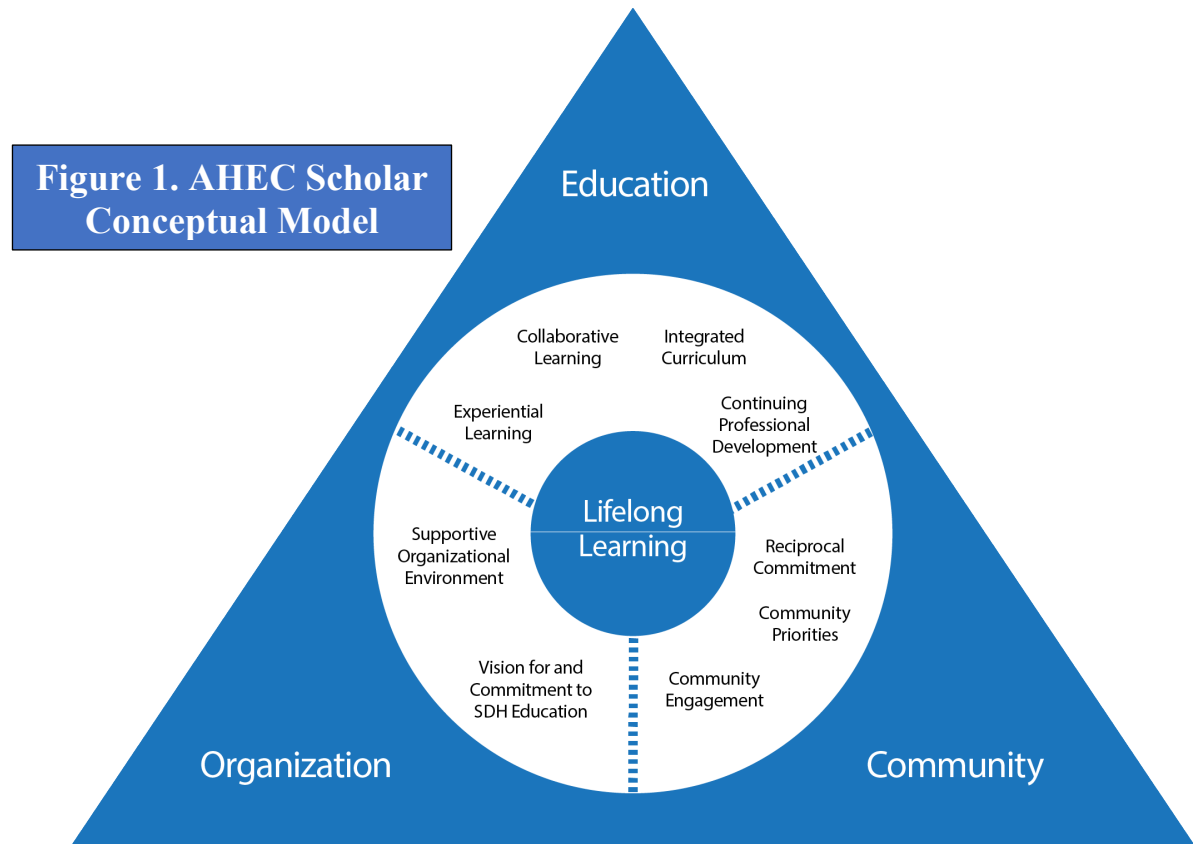 Figure 1. AHEC Scholar
Conceptual Model
Education
Collaborative
Learning
Integrated
Curriculum
Experiential
Learning
Continuing
Professional
Development
Lifelong
Learning
Supportive
Organizational
Environment
Reciprocal
Commitment
Community
Priorities
Vision for and
Commitment to
SDH Education
Community
Engagement
Organization
Community